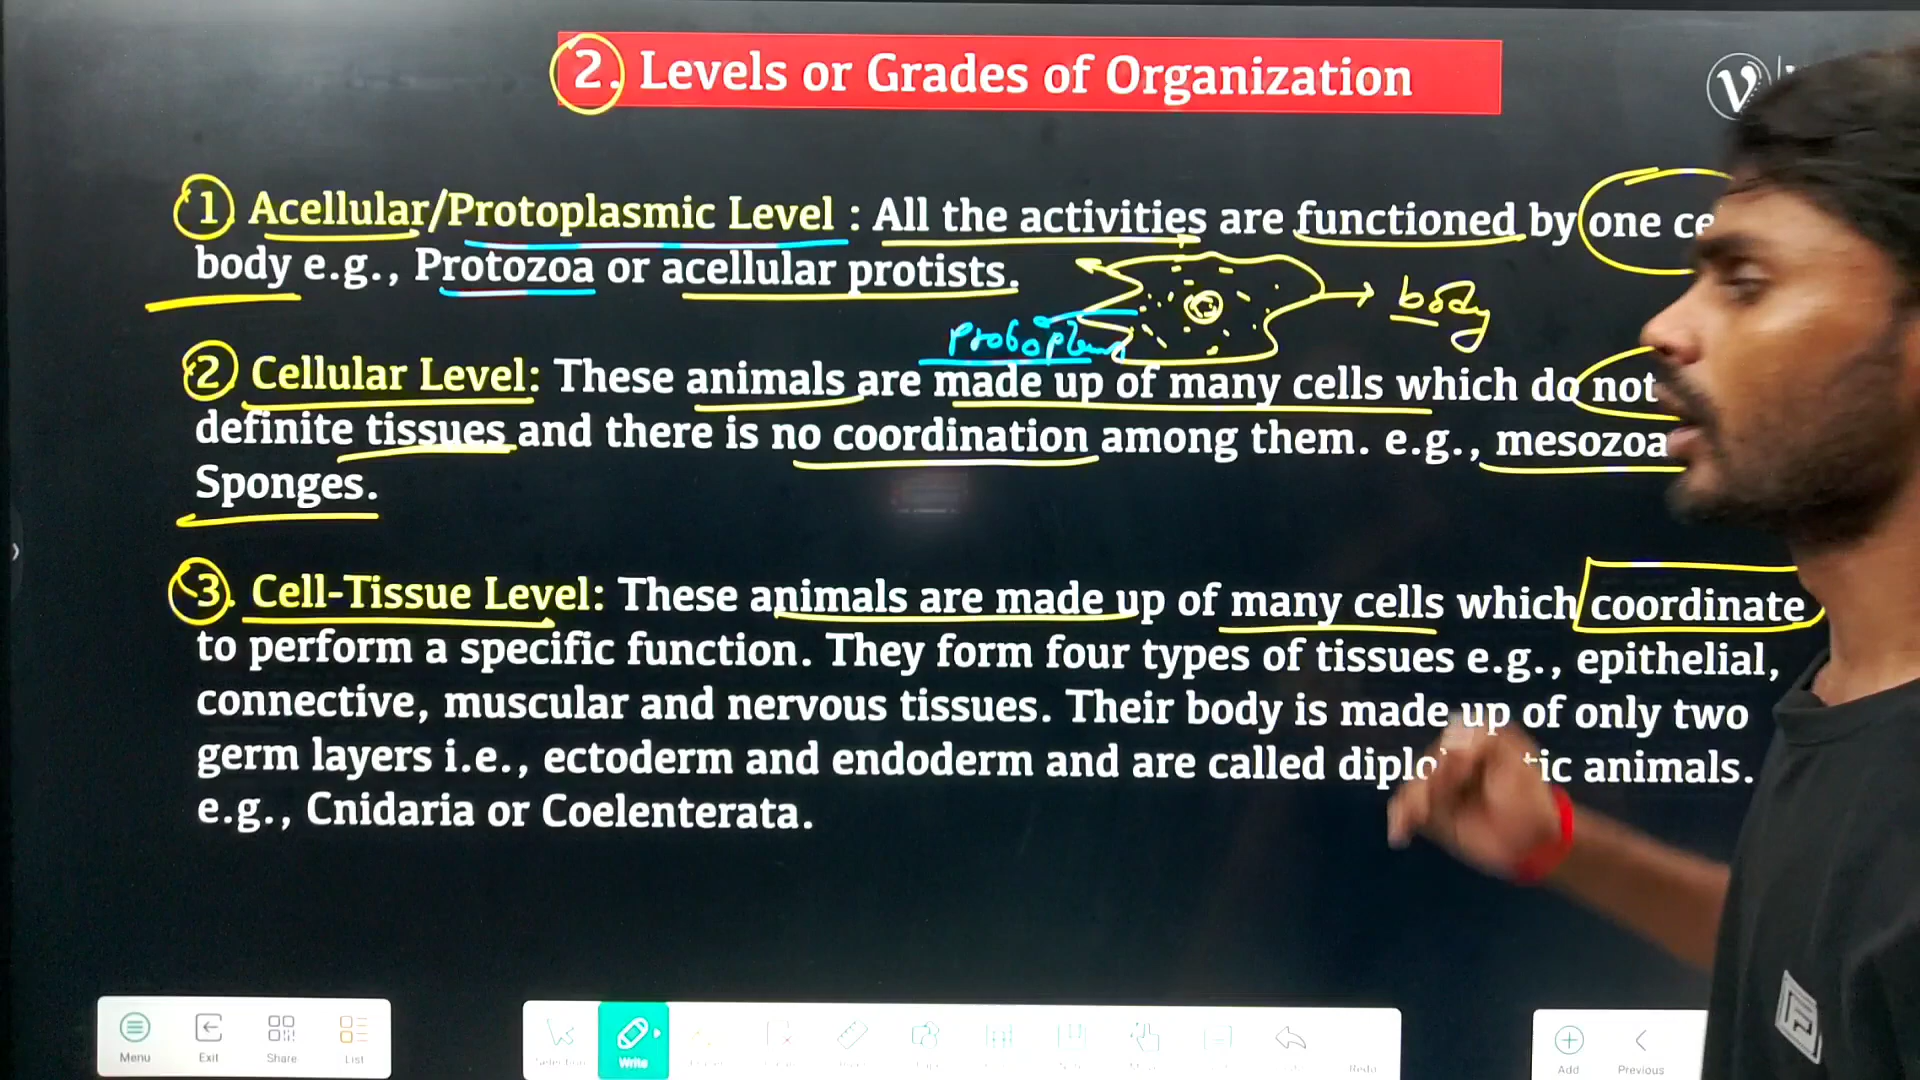 2. Levels or Grades of Organization
1 Acellular/Protoplasmic Level : All the activities are functioned by one
body e.g., Protozoa or acellular protists.
body
2 Cellular Level: These animals are made up of many cells which do not
definite tissues and there is no coordination among them. e.g., mesozoa
Sponges.
3. Cell-Tissue Level: These animals are made up of many cells which coordinate
to perform a specific function. They form four types of tissues e.g., epithelial,
connective, muscular and nervous tissues. Their body is made up of only two
germ layers i.e., ectoderm and endoderm and are called animals.
e.g., Cnidaria or Coelenterata.
Menu Exit Share List Write Redo Add Previous